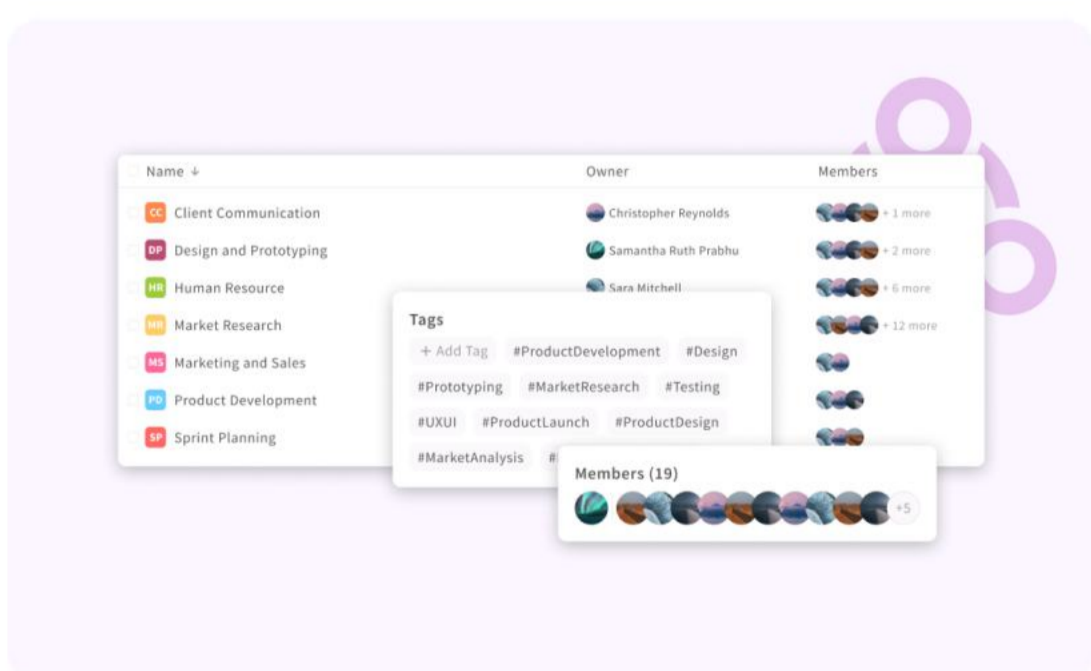 Name ↓ Owner Members
CC Client Communication Christopher Reynolds + 1 more
DP Design and Prototyping Samantha Ruth Prabhu + 2 more
HR Human Resource Sara Mitchell + 6 more
MR Market Research + 12 more
MS Marketing and Sales
PD Product Development
SP Sprint Planning
Tags
+ Add Tag #ProductDevelopment #Design
#Prototyping #MarketResearch #Testing
#UXUI #ProductLaunch #ProductDesign
#MarketAnalysis #
Members (19)
+5